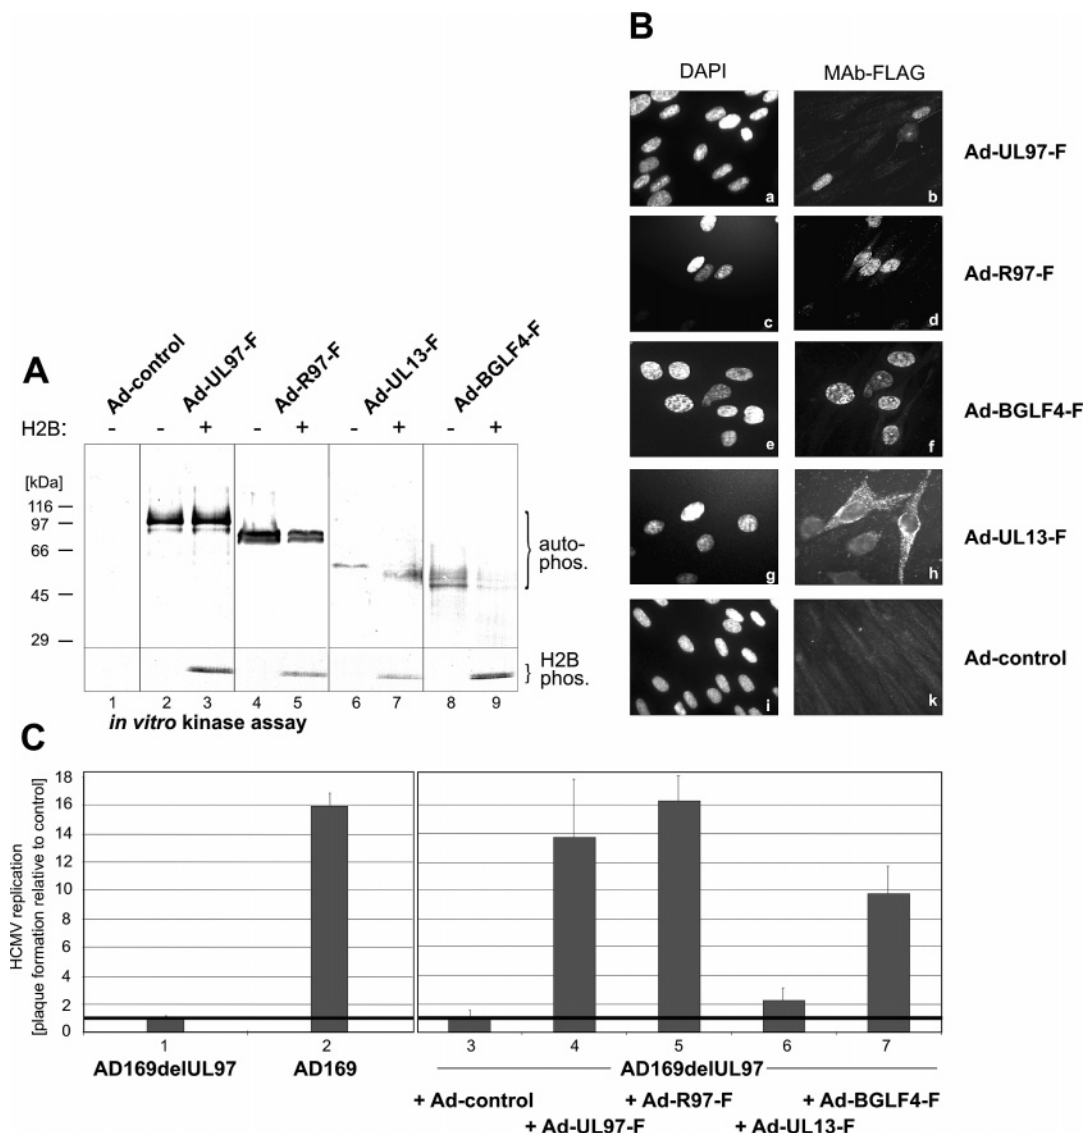 B
DAPI
MAb-FLAG
a
b
Ad-UL97-F
c
d
Ad-R97-F
e
f
Ad-BGLF4-F
g
h
Ad-UL13-F
i
k
Ad-control
A
Ad-control
Ad-UL97-F
Ad-R97-F
Ad-UL13-F
Ad-BGLF4-F
H2B: - - + - + - + - +
[kDa]
116
97
66
45
29
auto-
phos.
H2B
phos.
1 2 3 4 5 6 7 8 9
in vitro kinase assay
C
HCMV replication
[plaque formation relative to control]
18
16
14
12
10
8
6
4
2
0
1 2 3 4 5 6 7
AD169delUL97 AD169 AD169delUL97
+ Ad-control + Ad-R97-F + Ad-BGLF4-F
+ Ad-UL97-F + Ad-UL13-F